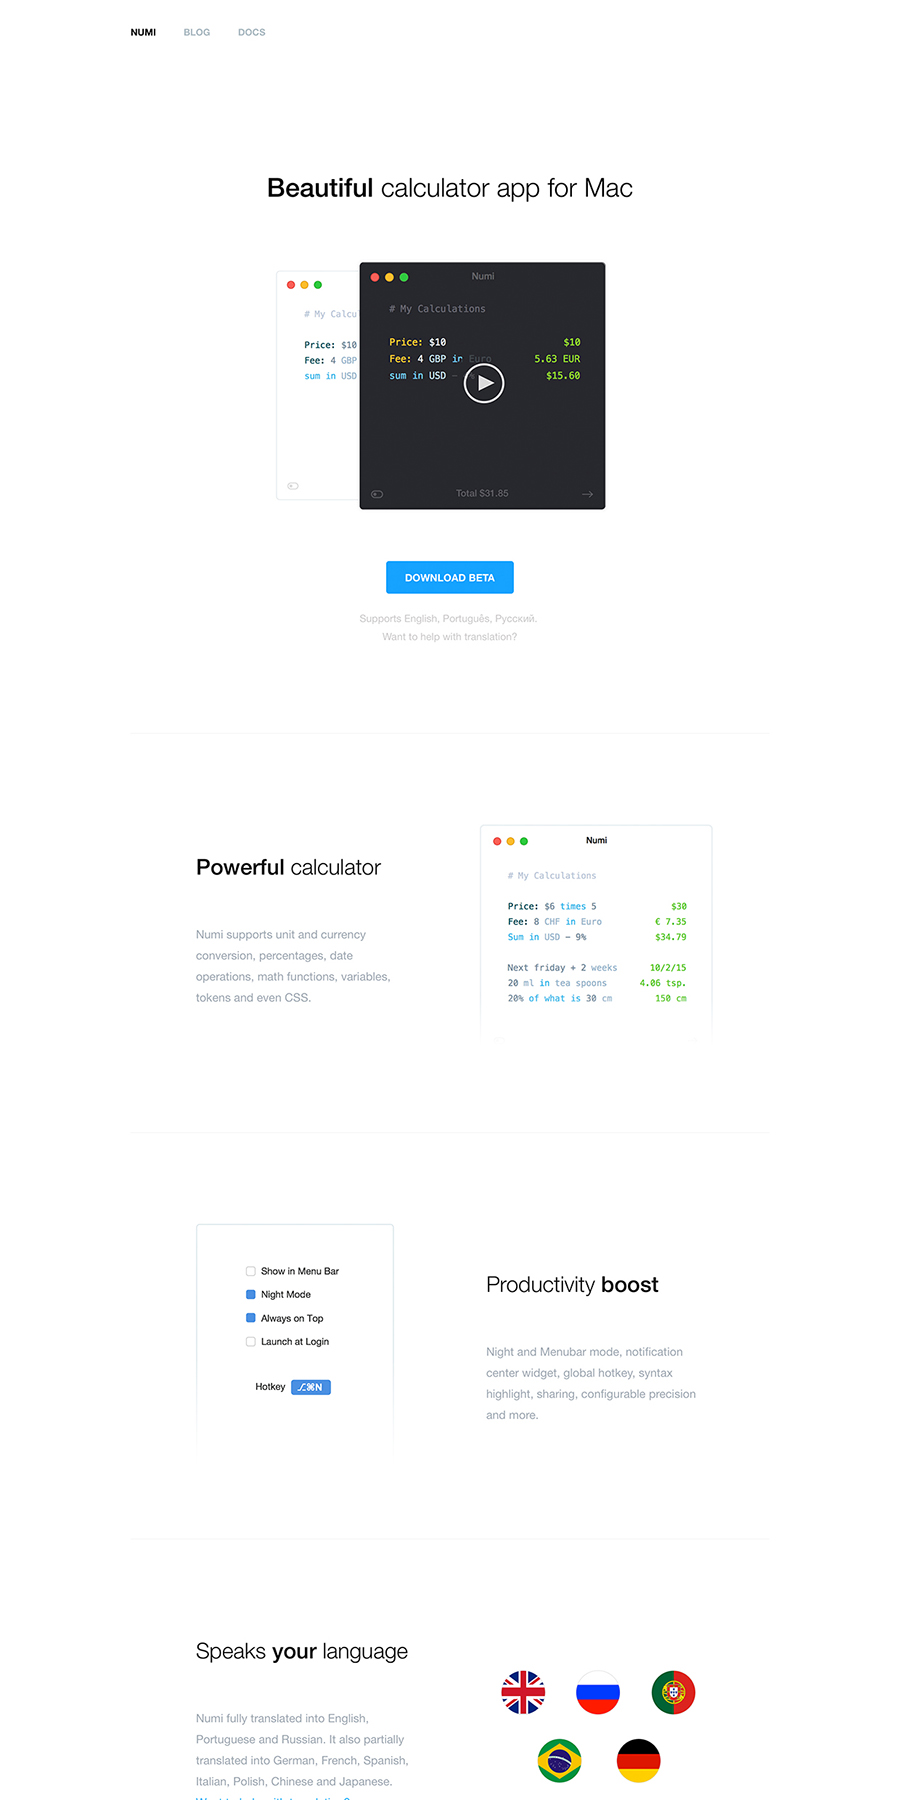 NUMI BLOG DOCS
Beautiful calculator app for Mac
Numi
# My Calcu
# My Calculations
Price: $10
Fee: 4 GBP
sum in USD
Price: $10 $10
Fee: 4 GBP in Euro 5.63 EUR
sum in USD - % $15.60
Total $31.85
DOWNLOAD BETA
Supports English, Português, Русский.
Want to help with translation?
Powerful calculator
Numi supports unit and currency
conversion, percentages, date
operations, math functions, variables,
tokens and even CSS.
Numi
# My Calculations
Price: $6 times 5 $30
Fee: 8 CHF in Euro € 7.35
Sum in USD – 9% $34.79
Next friday + 2 weeks 10/2/15
20 ml in tea spoons 4.06 tsp.
20% of what is 30 cm 150 cm
Show in Menu Bar
Night Mode
Always on Top
Launch at Login
Hotkey ⌥⌘N
Productivity boost
Night and Menubar mode, notification
center widget, global hotkey, syntax
highlight, sharing, configurable precision
and more.
Speaks your language
Numi fully translated into English,
Portuguese and Russian. It also partially
translated into German, French, Spanish,
Italian, Polish, Chinese and Japanese.